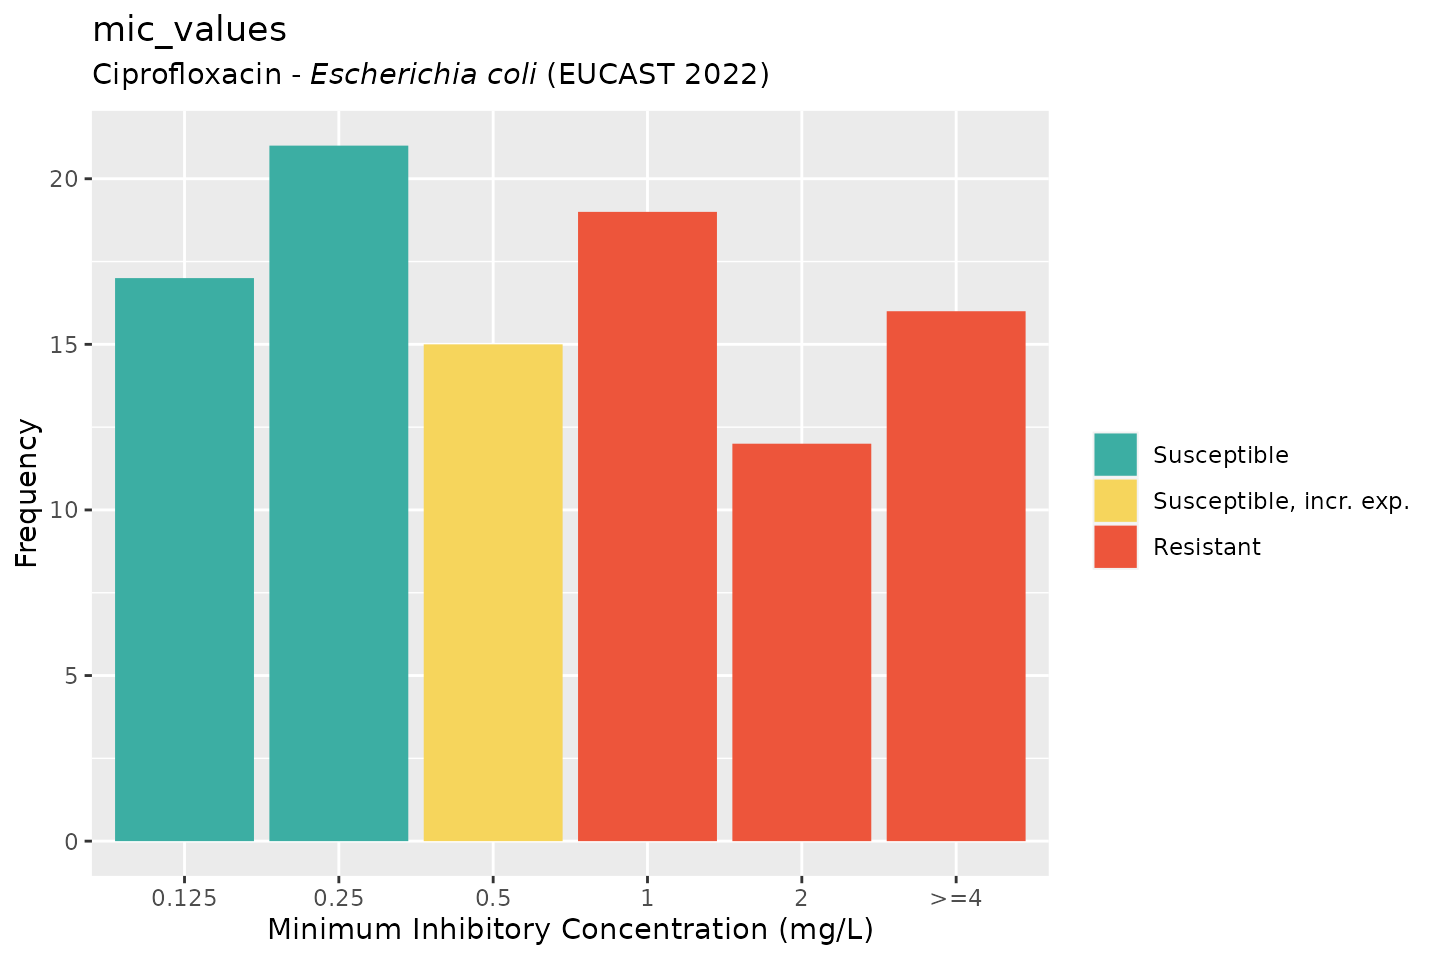 mic_values
Ciprofloxacin - Escherichia coli (EUCAST 2022)
Frequency
20
15
10
5
0
0.125 0.25 0.5 1 2 >=4
Minimum Inhibitory Concentration (mg/L)
Susceptible
Susceptible, incr. exp.
Resistant